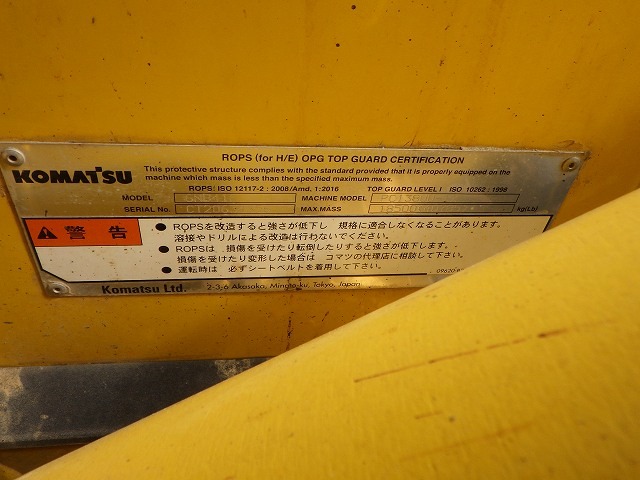 ROPS (for H/E) OPG TOP GUARD CERTIFICATION
KOMATSU
This protective structure complies with the standard provided that it is properly equipped on the
machine which mass is less than the specified maximum mass.
ROPS: ISO 12117-2 : 2008/Amd. 1:2016 TOP GUARD LEVEL I ISO 10262 : 1998
MODEL MACHINE MODEL
SERIAL No. MAX.MASS kg(Lb)
警告
● ROPSを改造すると強さが低下し 規格に適合しなくなることがあります。
溶接やドリルによる改造は行わないでください。
● ROPSは 損傷を受けたり転倒したりすると強さが低下します。
損傷を受けたり変形した場合は コマツの代理店に相談して下さい。
● 運転時は 必ずシートベルトを着用して下さい。
Komatsu Ltd. 2-3-6 Akasaka, Minato-ku, Tokyo, Japan